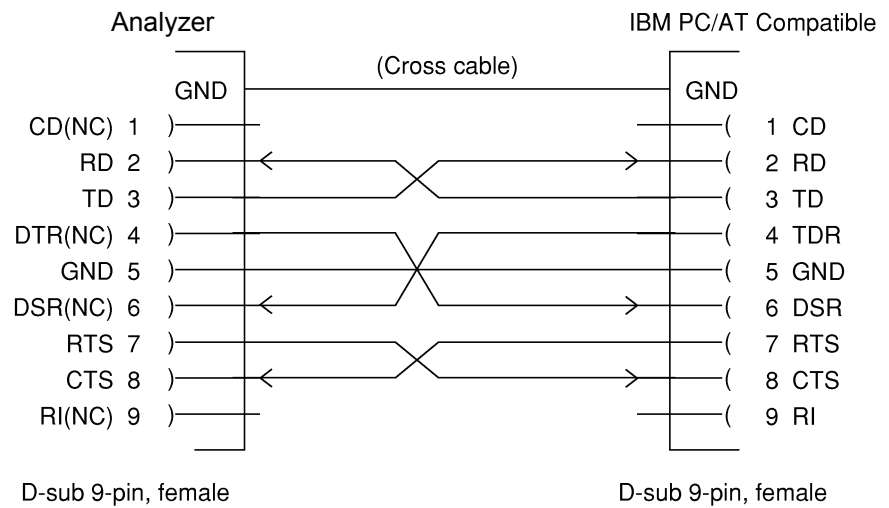 Analyzer IBM PC/AT Compatible
(Cross cable)
GND GND
CD(NC) 1 1 CD
RD 2 2 RD
TD 3 3 TD
DTR(NC) 4 4 TDR
GND 5 5 GND
DSR(NC) 6 6 DSR
RTS 7 7 RTS
CTS 8 8 CTS
RI(NC) 9 9 RI
D-sub 9-pin, female D-sub 9-pin, female